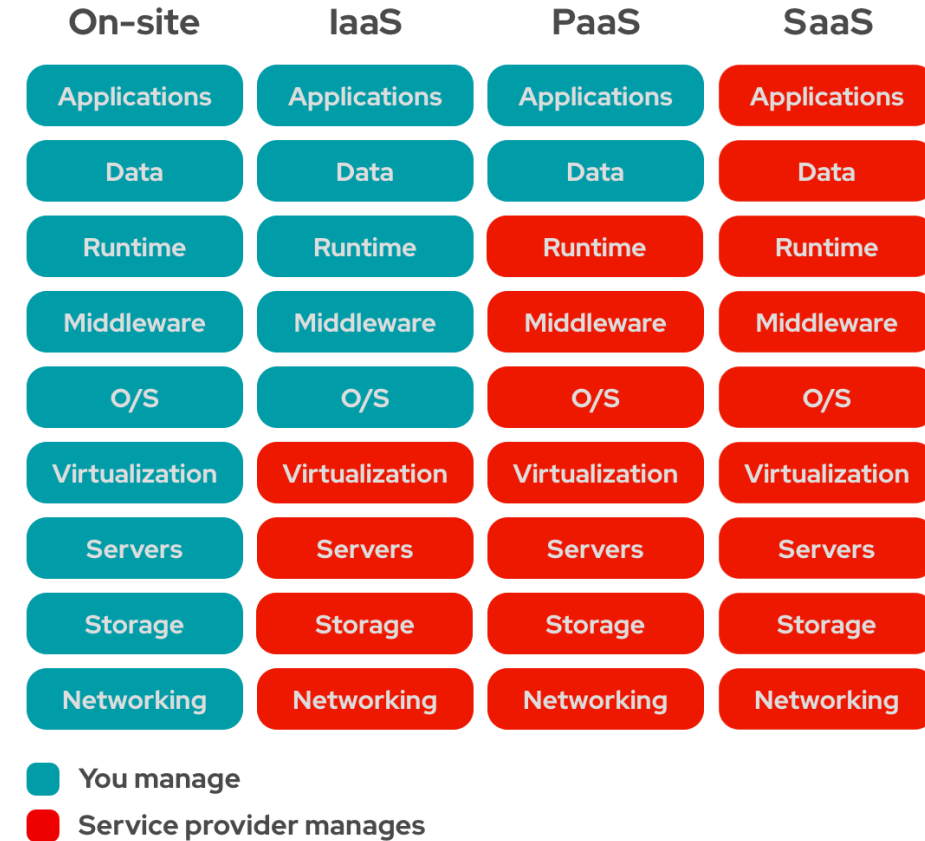 On-site IaaS PaaS SaaS
Applications Applications Applications Applications
Data Data Data Data
Runtime Runtime Runtime Runtime
Middleware Middleware Middleware Middleware
O/S O/S O/S O/S
Virtualization Virtualization Virtualization Virtualization
Servers Servers Servers Servers
Storage Storage Storage Storage
Networking Networking Networking Networking
You manage
Service provider manages